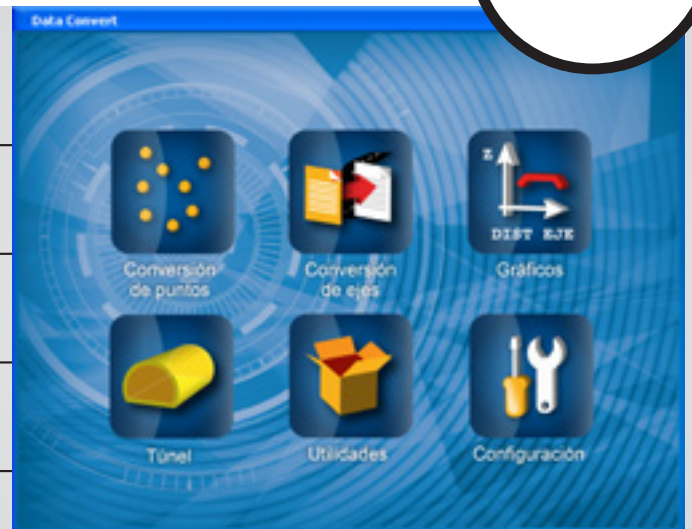 Data Convert
Z
DIST EJE
Conversión
de puntos
Conversión
de ejes
Gráficos
Túnel
Utilidades
Configuración